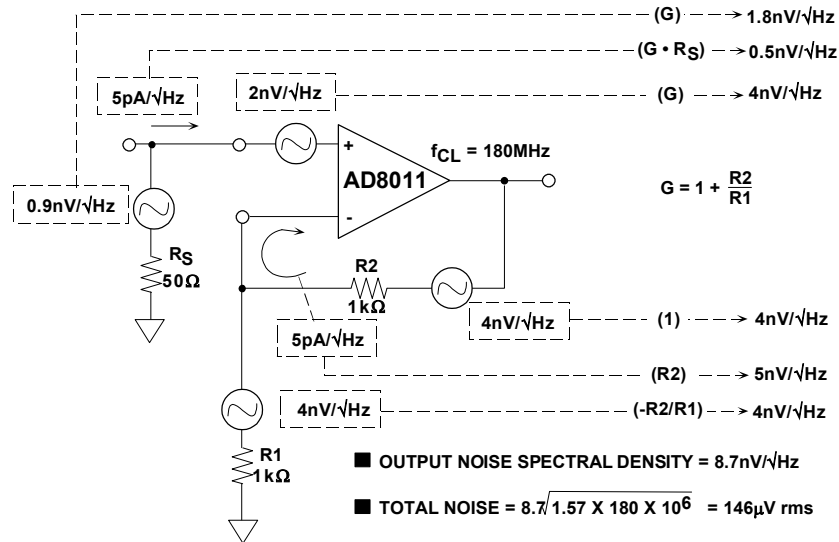 (G) 1.8nV/√Hz
(G • RS) 0.5nV/√Hz
5pA/√Hz 2nV/√Hz (G) 4nV/√Hz
+ fCL = 180MHz
AD8011 G = 1 + R2/R1
0.9nV/√Hz -
RS
50Ω R2
1kΩ
4nV/√Hz (1) 4nV/√Hz
5pA/√Hz
(R2) 5nV/√Hz
4nV/√Hz (-R2/R1) 4nV/√Hz
R1
1kΩ
■ OUTPUT NOISE SPECTRAL DENSITY = 8.7nV/√Hz
■ TOTAL NOISE = 8.7√1.57 X 180 X 10⁶ = 146μV rms